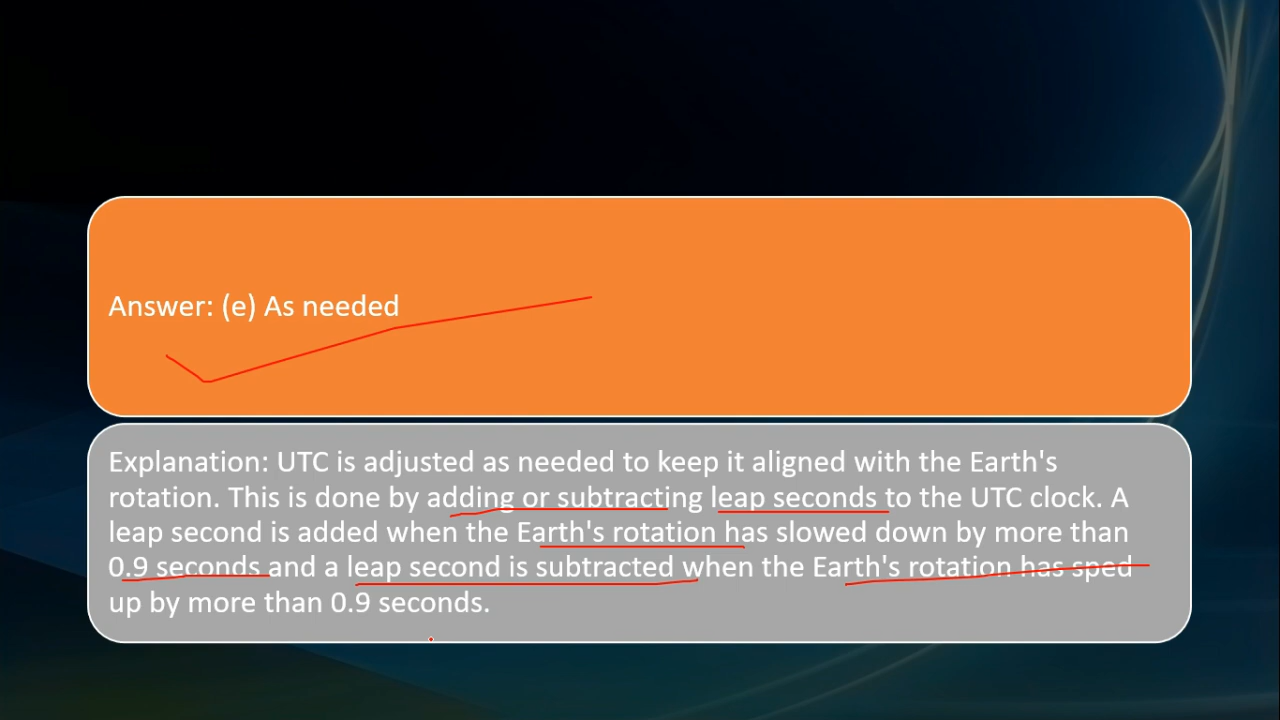 Answer: (e) As needed
Explanation: UTC is adjusted as needed to keep it aligned with the Earth's
rotation. This is done by adding or subtracting leap seconds to the UTC clock. A
leap second is added when the Earth's rotation has slowed down by more than
0.9 seconds and a leap second is subtracted when the Earth's rotation has sped
up by more than 0.9 seconds.